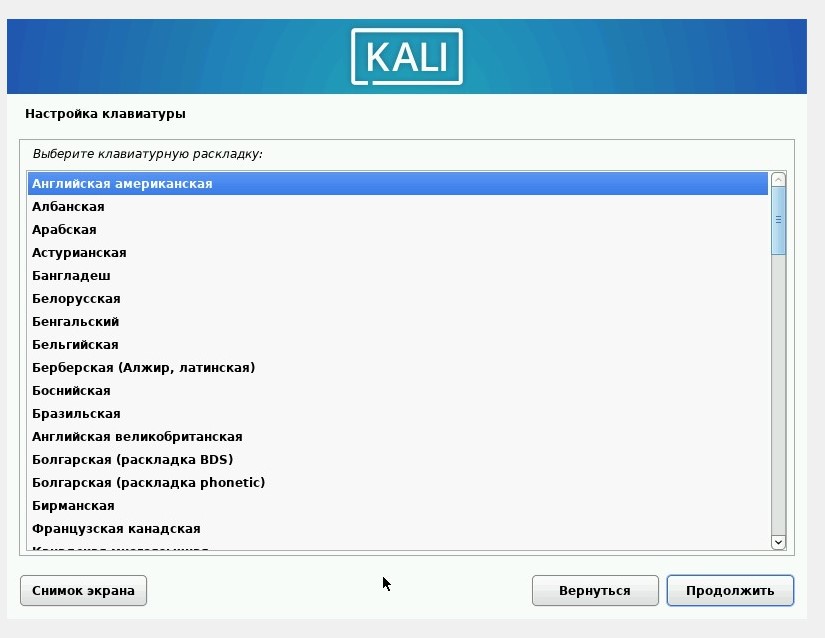 KALI
Настройка клавиатуры
Выберите клавиатурную раскладку:
Английская американская
Албанская
Арабская
Астурианская
Бангладеш
Белорусская
Бенгальский
Бельгийская
Берберская (Алжир, латинская)
Боснийская
Бразильская
Английская великобританская
Болгарская (раскладка BDS)
Болгарская (раскладка phonetic)
Бирманская
Французская канадская
Снимок экрана
Вернуться
Продолжить